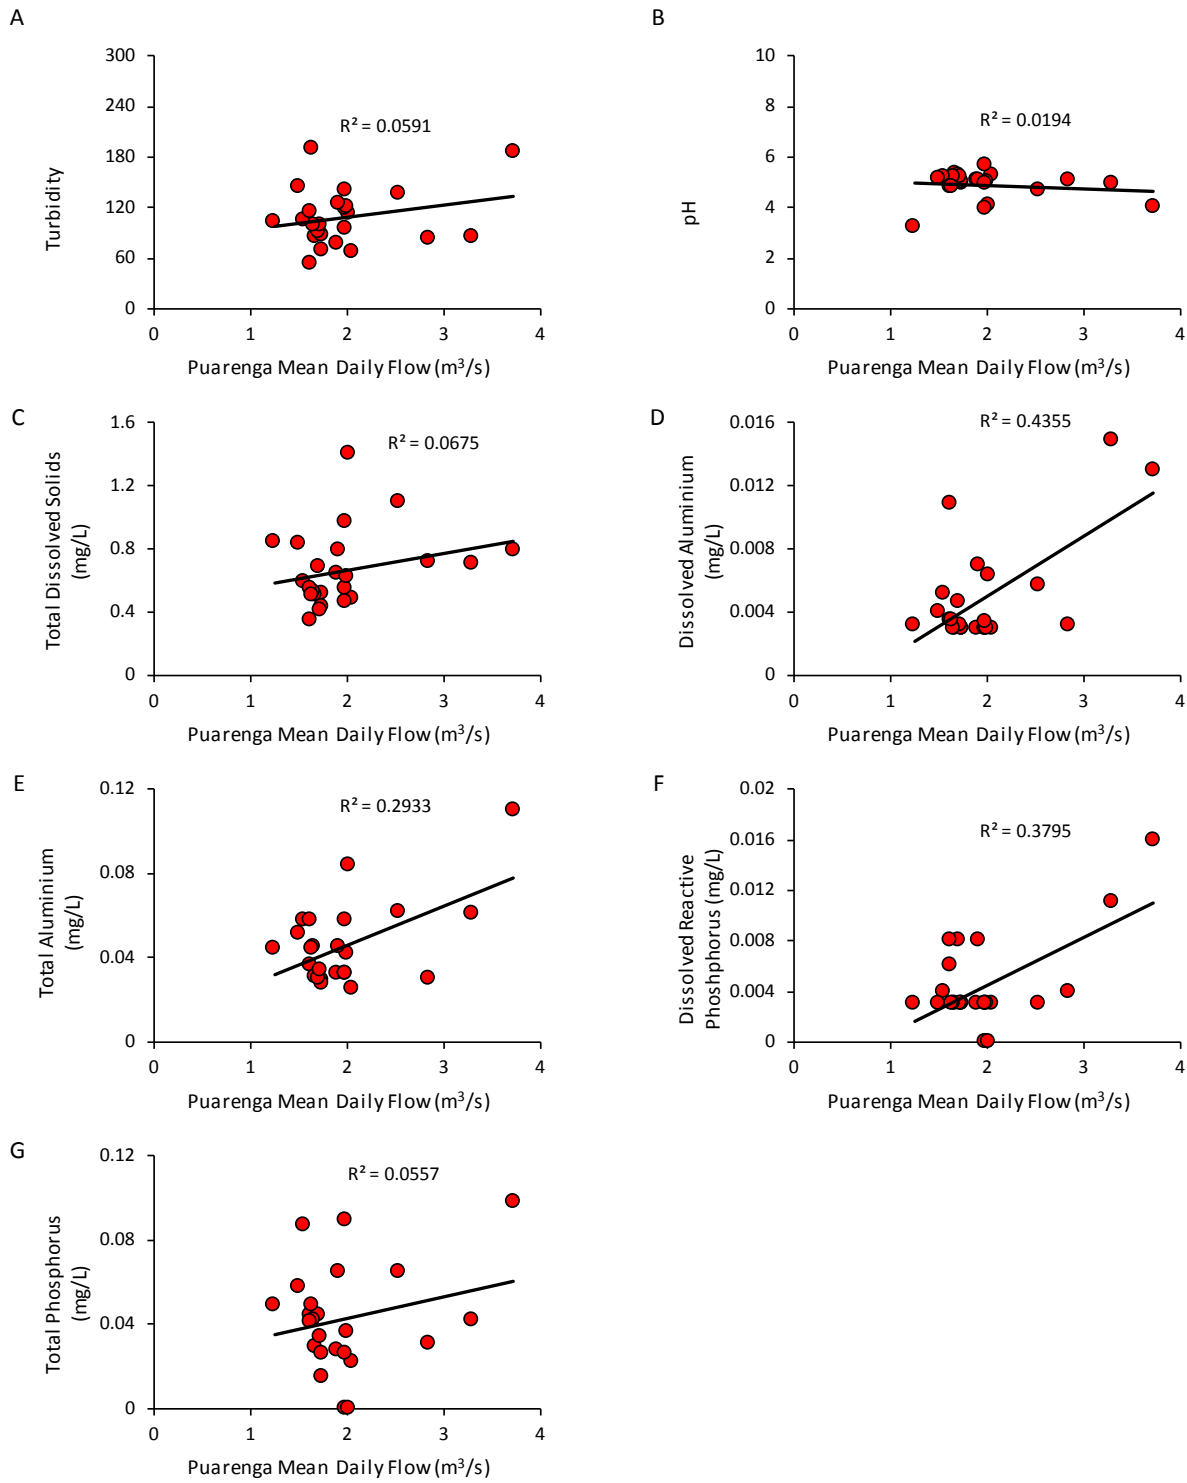 A
300
240
180
120
60
0
Turbidity
R² = 0.0591
0 1 2 3 4
Puarenga Mean Daily Flow (m³/s)
B
10
8
6
4
2
0
pH
R² = 0.0194
0 1 2 3 4
Puarenga Mean Daily Flow (m³/s)
C
1.6
1.2
0.8
0.4
0
Total Dissolved Solids
(mg/L)
R² = 0.0675
0 1 2 3 4
Puarenga Mean Daily Flow (m³/s)
D
0.016
0.012
0.008
0.004
0
Dissolved Aluminium
(mg/L)
R² = 0.4355
0 1 2 3 4
Puarenga Mean Daily Flow (m³/s)
E
0.12
0.08
0.04
0
Total Aluminium
(mg/L)
R² = 0.2933
0 1 2 3 4
Puarenga Mean Daily Flow (m³/s)
F
0.02
0.016
0.012
0.008
0.004
0
Dissolved Reactive
Phoshphorus (mg/L)
R² = 0.3795
0 1 2 3 4
Puarenga Mean Daily Flow (m³/s)
G
0.12
0.08
0.04
0
Total Phosphorus
(mg/L)
R² = 0.0557
0 1 2 3 4
Puarenga Mean Daily Flow (m³/s)